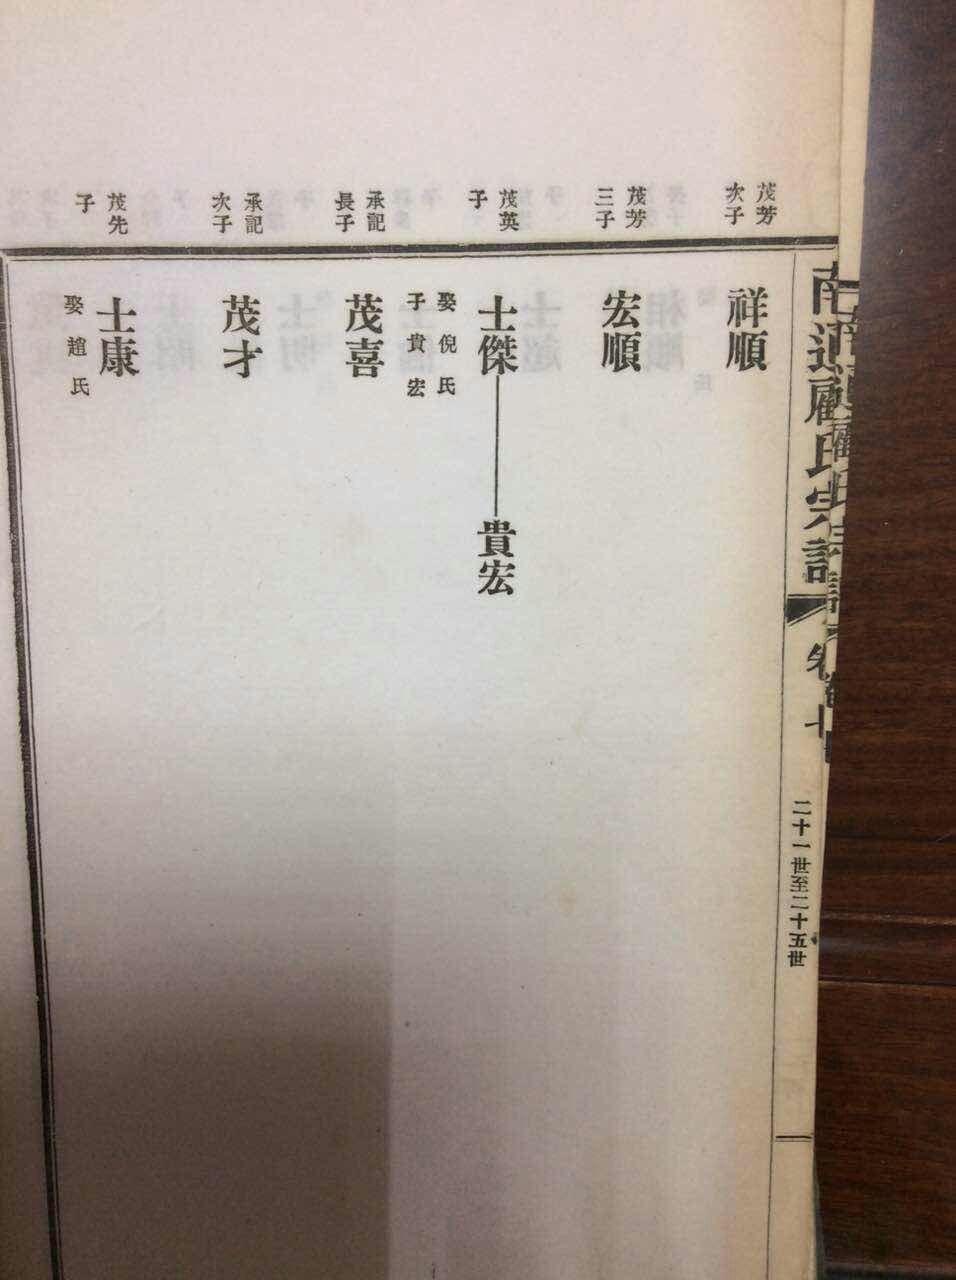 南通顧氏宗譜
卷
二十一世至二十五世
茂芳
次子
祥順
茂芳
三子
宏順
茂英
子
士傑
貴宏
娶倪氏
子貴宏
承記
長子
茂喜
承記
次子
茂才
茂先
子
士康
娶趙氏